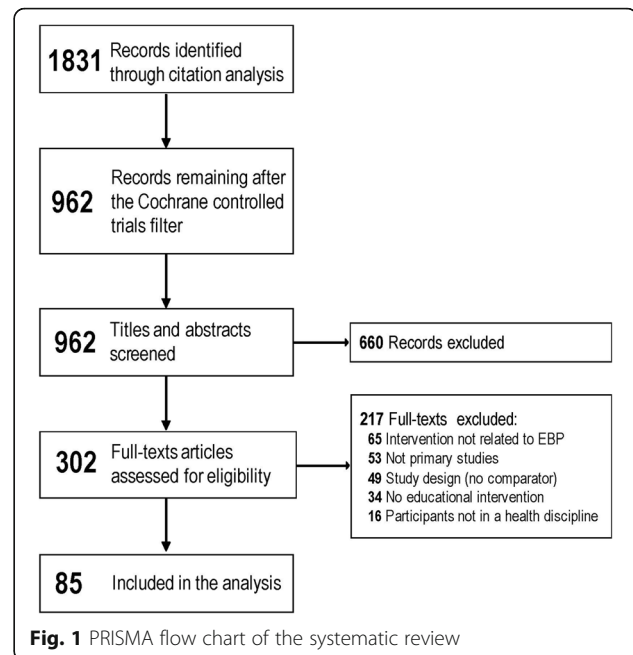 1831 Records identified
through citation analysis
962 Records remaining after
the Cochrane controlled
trials filter
962 Titles and abstracts
screened
660 Records excluded
302 Full-texts articles
assessed for eligibility
217 Full-texts excluded:
65 Intervention not related to EBP
53 Not primary studies
49 Study design (no comparator)
34 No educational intervention
16 Participants not in a health discipline
85 Included in the analysis
Fig. 1 PRISMA flow chart of the systematic review